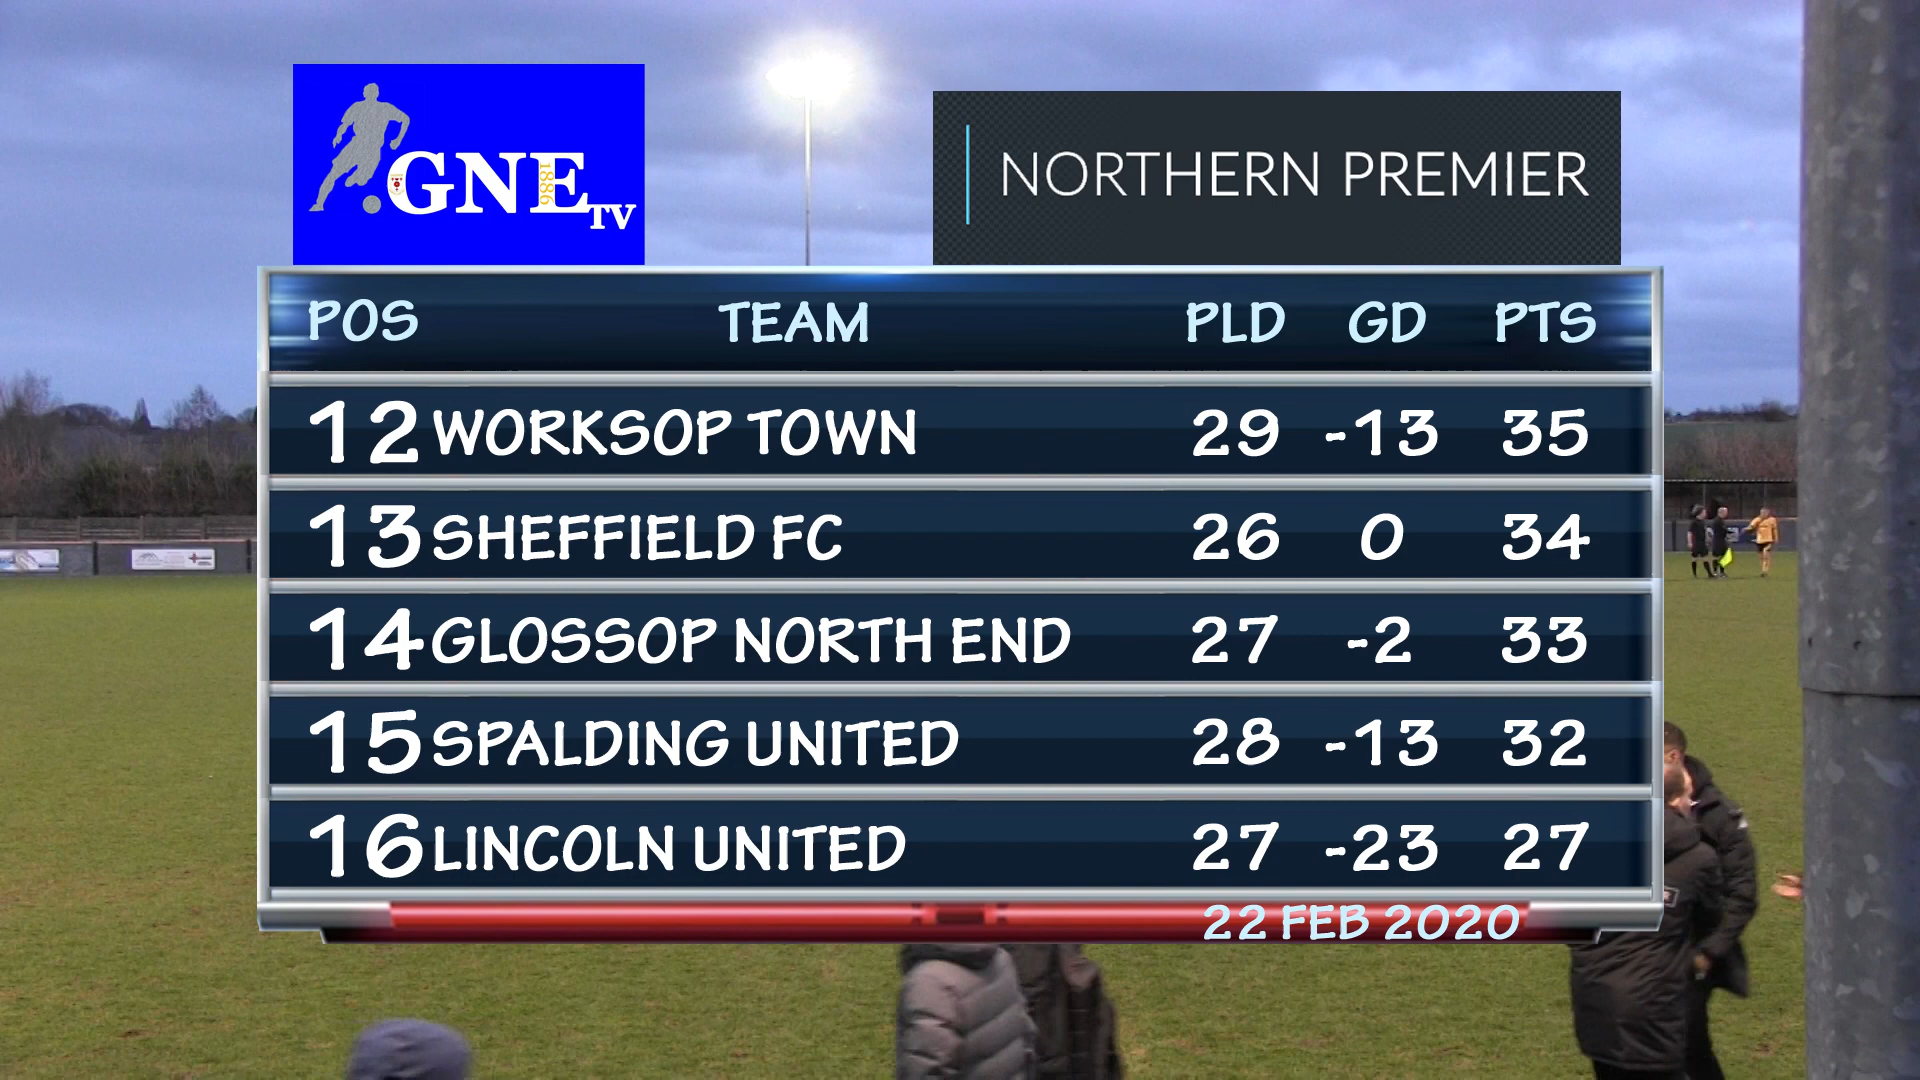 GNE TV
1886
NORTHERN PREMIER
POS TEAM PLD GD PTS
12 WORKSOP TOWN 29 -13 35
13 SHEFFIELD FC 26 0 34
14 GLOSSOP NORTH END 27 -2 33
15 SPALDING UNITED 28 -13 32
16 LINCOLN UNITED 27 -23 27
22 FEB 2020